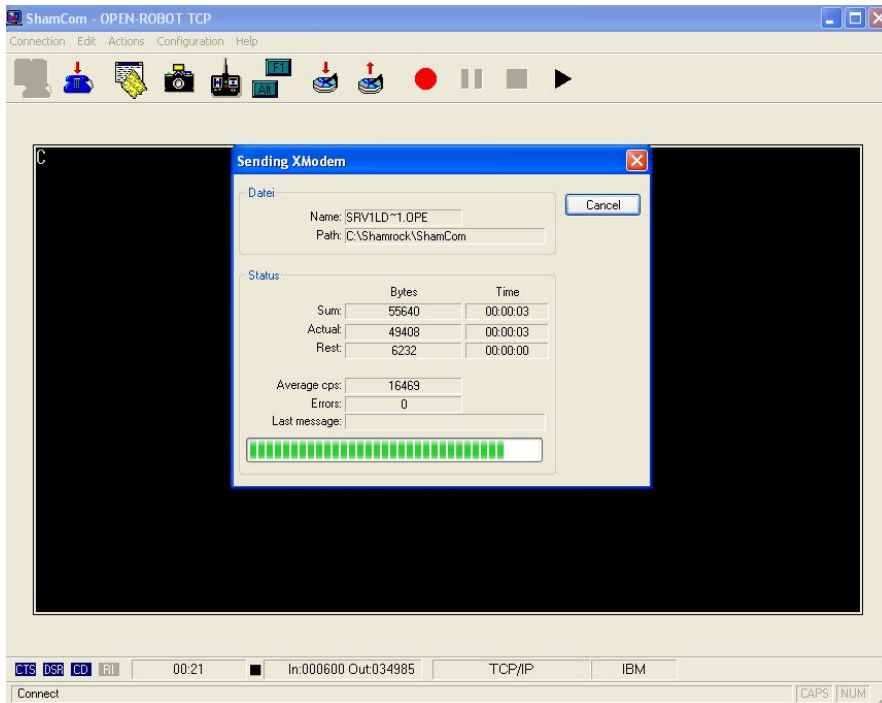 ShamCom - OPEN-ROBOT TCP
Connection Edit Actions Configuration Help
F1
Alt
C
Sending XModem
Datei
Name: SRV1LD~1.OPE
Path: C:\Shamrock\ShamCom
Cancel
Status
Bytes Time
Sum: 55640 00:00:03
Actual: 49408 00:00:03
Rest: 6232 00:00:00
Average cps: 16469
Errors: 0
Last message:
CTS DSR CD RI 00:21 In:000600 Out:034985 TCP/IP IBM
Connect CAPS NUM